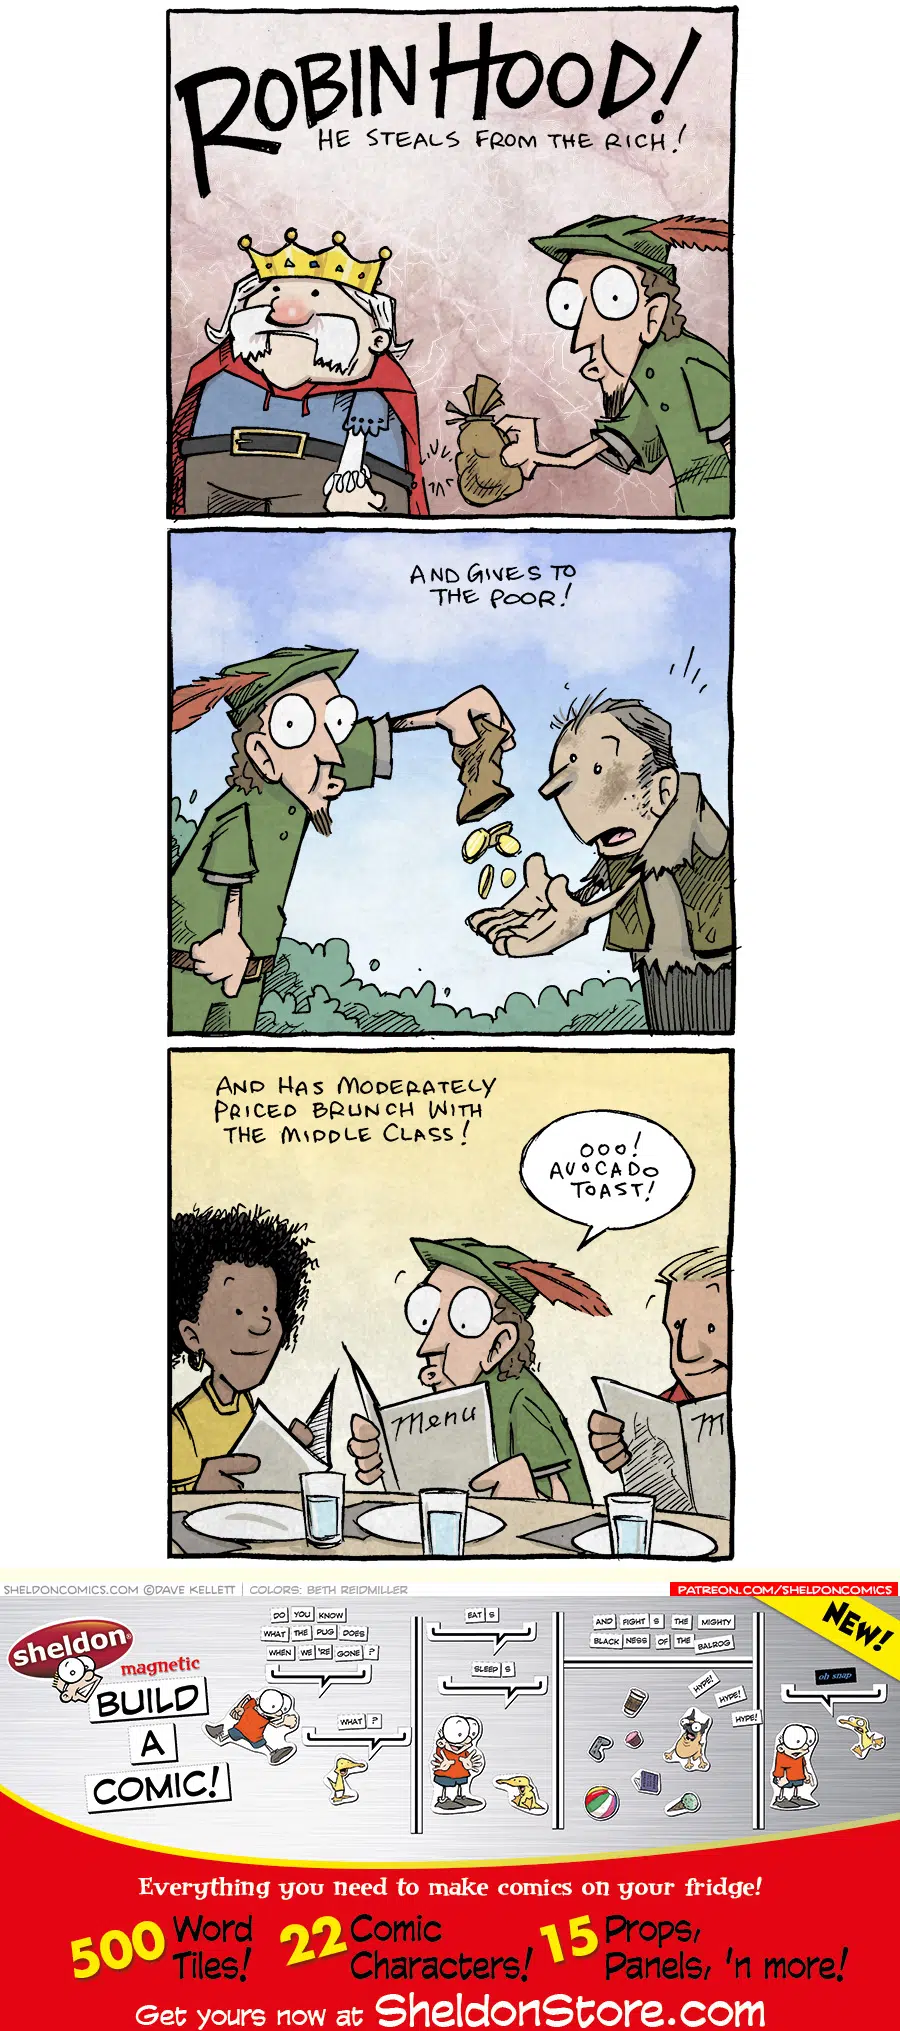 ROBIN HOOD!
HE STEALS FROM THE RICH!
AND GIVES TO
THE POOR!
AND HAS MODERATELY
PRICED BRUNCH WITH
THE MIDDLE CLASS!
OOO!
AVOCADO
TOAST!
Menu
M
SHELDONCOMICS.COM ©DAVE KELLETT | COLORS: BETH REIDMILLER
PATREON.COM/SHELDONCOMICS
sheldon®
magnetic
BUILD
A
COMIC!
DO YOU KNOW
WHAT THE PUG DOES
WHEN WE 'RE GONE ?
WHAT ?
EAT S
SLEEP S
AND FIGHT S THE MIGHTY
BLACK NESS OF THE BALROG
HYPE!
HYPE!
HYPE!
oh snap
NEW!
Everything you need to make comics on your fridge!
500 Word
Tiles!
22 Comic
Characters!
15 Props,
Panels, 'n more!
Get yours now at SheldonStore.com